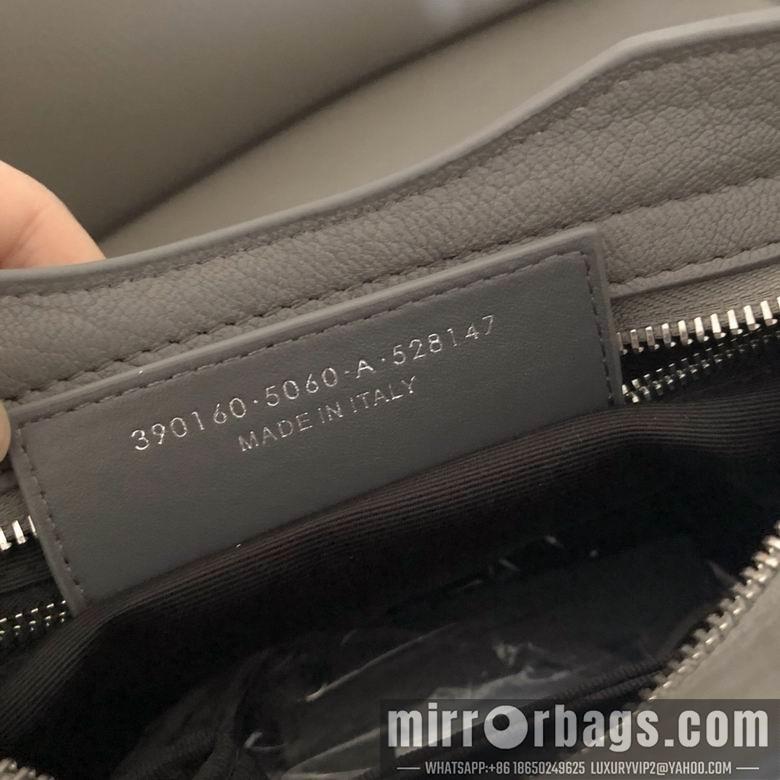 390160·5060·A·528147
MADE IN ITALY
mirrorbags.com
WHATSAPP:+86 18650249625 LUXURYVIP2@YAHOO.COM